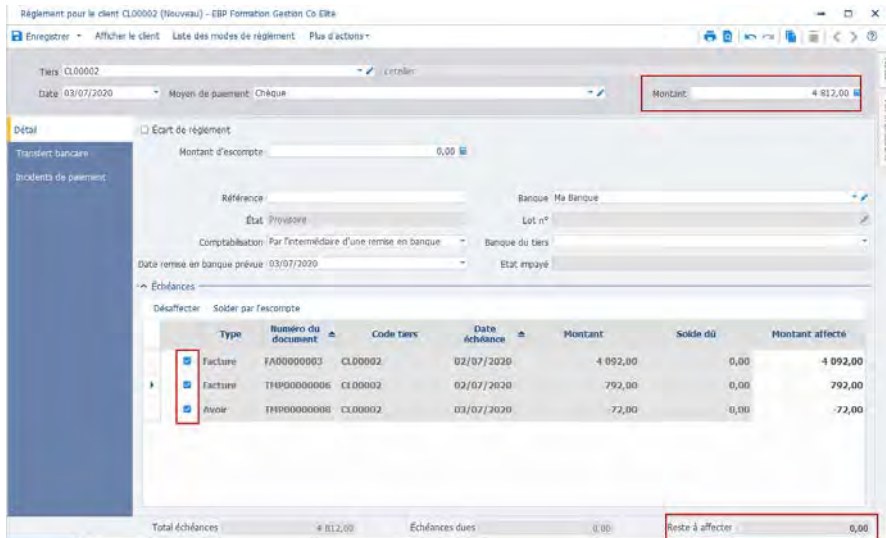 Règlement pour le client CL00002 (Nouveau) - EBP Formation Gestion Co Elite
Enregistrer Afficher le client Liste des modes de règlement Plus d'actions
Tiers CL00002 cerelier
Date 03/07/2020 Moyen de paiement Chèque Montant 4 812,00
Détail
Transfert bancaire
Incidents de paiement
Écart de règlement
Montant d'escompte 0,00
Référence Banque Ma Banque
État Provisoire Lot n°
Comptabilisation Par l'intermédiaire d'une remise en banque Banque du tiers
Date remise en banque prévue 03/07/2020 Etat impayé
Échéances
Désaffecter Solder par l'escompte
Type Numéro du document Code tiers Date échéance Montant Solde dû Montant affecté
Facture FA00000003 CL00002 02/07/2020 4 092,00 0,00 4 092,00
Facture TMP00000006 CL00002 02/07/2020 792,00 0,00 792,00
Avoir TMP00000008 CL00002 03/07/2020 -72,00 0,00 -72,00
Total échéances 4 812,00 Échéances dues 0,00 Reste à affecter 0,00